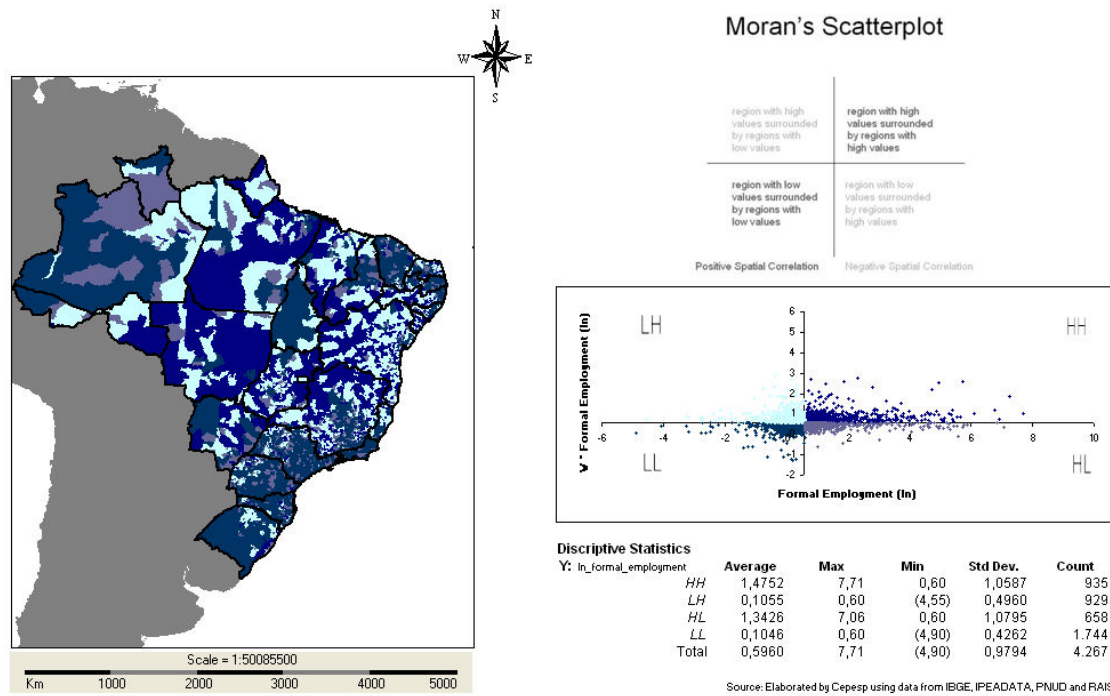 N
W E
S
Scale = 1:50085500
Km 1000 2000 3000 4000 5000
Moran's Scatterplot
region with high
values surrounded
by regions with
low values
region with high
values surrounded
by regions with
high values
region with low
values surrounded
by regions with
low values
region with low
values surrounded
by regions with
high values
Positive Spatial Correlation Negative Spatial Correlation
LH
HH
LL
HL
W * Formal Employment (ln)
6
5
4
3
2
1
-1
-2
-6 -4 -2 2 4 6 8 10
Formal Employment (ln)
Discriptive Statistics
Y: ln_formal_employment Average Max Min Std Dev. Count
HH 1,4752 7,71 0,60 1,0587 935
LH 0,1055 0,60 (4,55) 0,4960 929
HL 1,3426 7,06 0,60 1,0795 658
LL 0,1046 0,60 (4,90) 0,4262 1.744
Total 0,5960 7,71 (4,90) 0,9794 4.267
Source: Elaborated by Cepesp using data from IBGE, IPEADATA, PNUD and RAIS